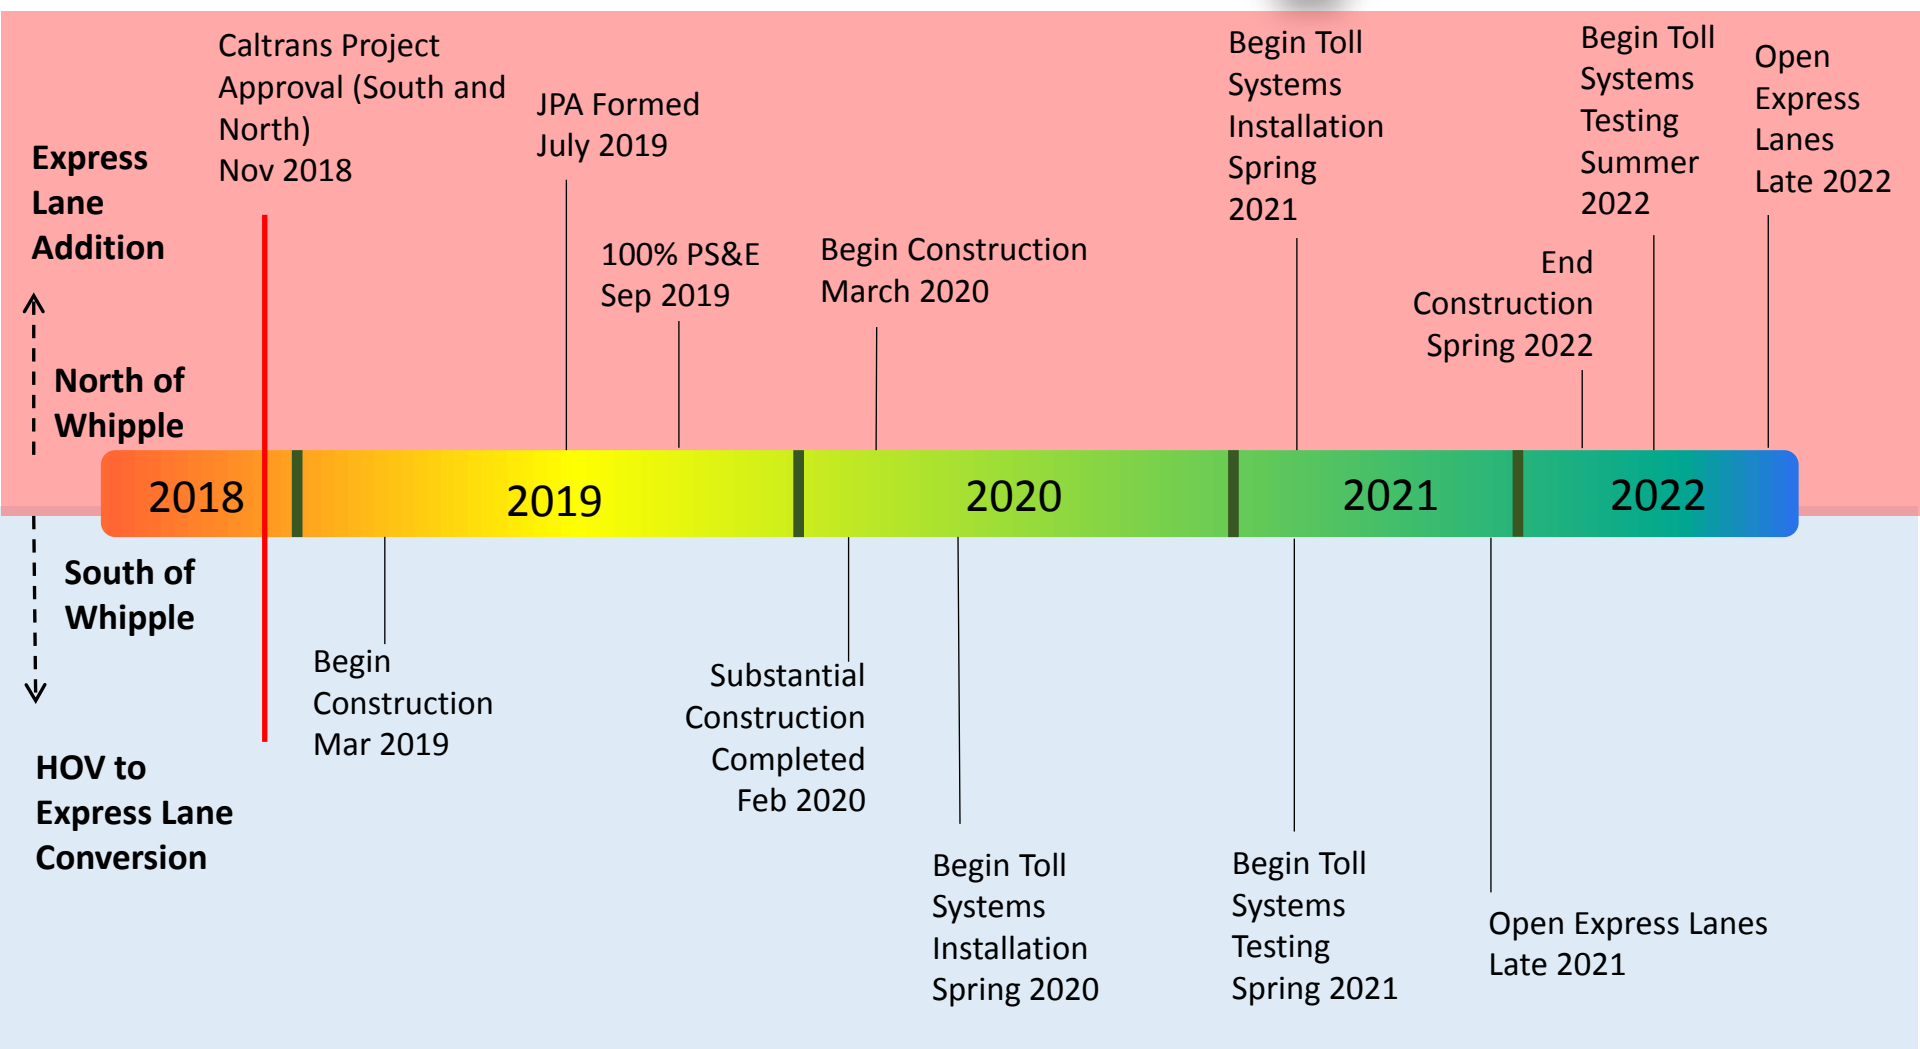 Caltrans Project
Approval (South and
North)
Nov 2018
JPA Formed
July 2019
100% PS&E
Sep 2019
Begin Construction
March 2020
Begin Toll
Systems
Installation
Spring
2021
End
Construction
Spring 2022
Begin Toll
Systems
Testing
Summer
2022
Open
Express
Lanes
Late 2022
Express
Lane
Addition
North of
Whipple
2018
2019
2020
2021
2022
South of
Whipple
HOV to
Express Lane
Conversion
Begin
Construction
Mar 2019
Substantial
Construction
Completed
Feb 2020
Begin Toll
Systems
Installation
Spring 2020
Begin Toll
Systems
Testing
Spring 2021
Open Express Lanes
Late 2021